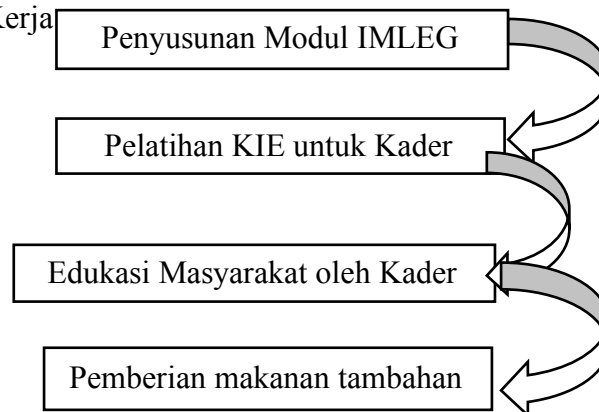 Kerja
Penyusunan Modul IMLEG
Pelatihan KIE untuk Kader
Edukasi Masyarakat oleh Kader
Pemberian makanan tambahan